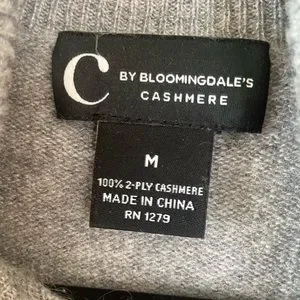 C
BY BLOOMINGDALE'S
CASHMERE
M
100% 2-PLY CASHMERE
MADE IN CHINA
RN 1279